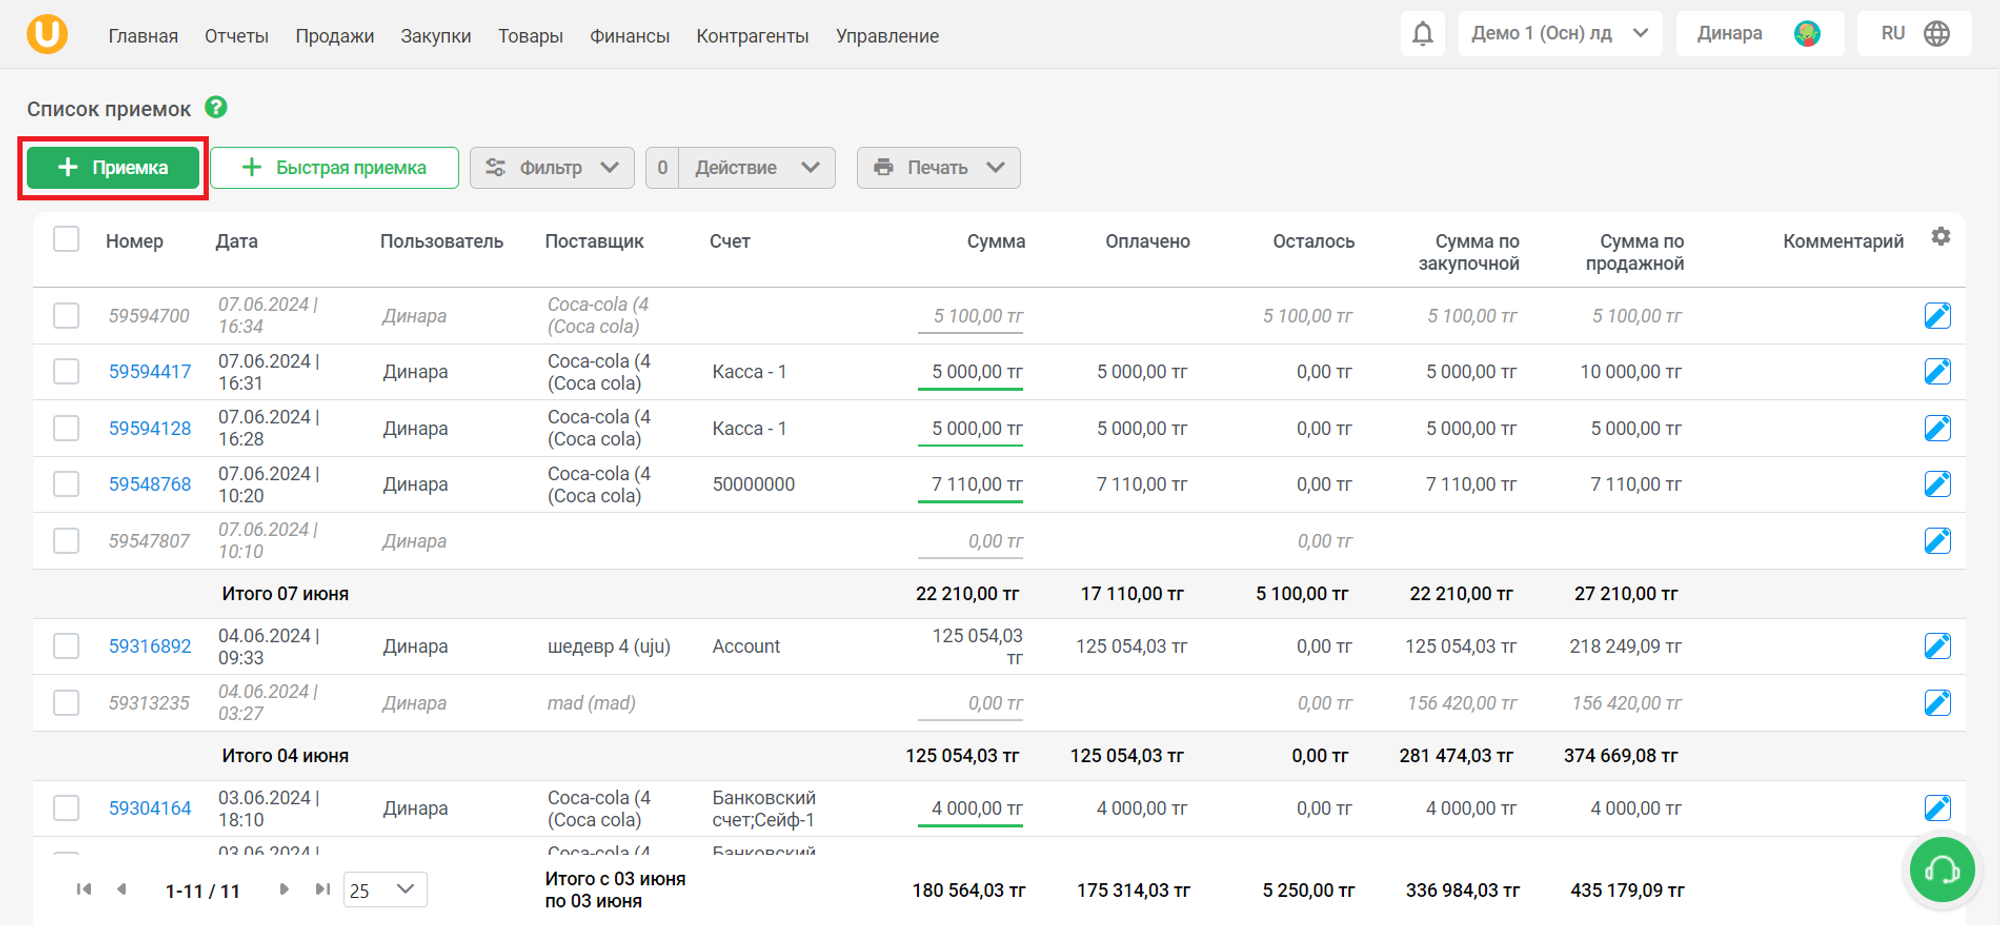 U Главная Отчеты Продажи Закупки Товары Финансы Контрагенты Управление Демо 1 (Осн) лд Динара RU
Список приемок ?
+ Приемка + Быстрая приемка Фильтр 0 Действие Печать
Номер Дата Пользователь Поставщик Счет Сумма Оплачено Осталось Сумма по Сумма по Комментарий
закупочной продажной
59594700 07.06.2024 | Динара Coca-cola (4 5 100,00 тг 5 100,00 тг 5 100,00 тг 5 100,00 тг
16:34 (Coca cola)
59594417 07.06.2024 | Динара Coca-cola (4 Касса - 1 5 000,00 тг 5 000,00 тг 0,00 тг 5 000,00 тг 10 000,00 тг
16:31 (Coca cola)
59594128 07.06.2024 | Динара Coca-cola (4 Касса - 1 5 000,00 тг 5 000,00 тг 0,00 тг 5 000,00 тг 5 000,00 тг
16:28 (Coca cola)
59548768 07.06.2024 | Динара Coca-cola (4 50000000 7 110,00 тг 7 110,00 тг 0,00 тг 7 110,00 тг 7 110,00 тг
10:20 (Coca cola)
59547807 07.06.2024 | Динара 0,00 тг 0,00 тг
10:10
Итого 07 июня 22 210,00 тг 17 110,00 тг 5 100,00 тг 22 210,00 тг 27 210,00 тг
59316892 04.06.2024 | Динара шедевр 4 (uju) Account 125 054,03 125 054,03 тг 0,00 тг 125 054,03 тг 218 249,09 тг
09:33 тг
59313235 04.06.2024 | Динара mad (mad) 0,00 тг 0,00 тг 156 420,00 тг 156 420,00 тг
03:27
Итого 04 июня 125 054,03 тг 125 054,03 тг 0,00 тг 281 474,03 тг 374 669,08 тг
59304164 03.06.2024 | Динара Coca-cola (4 Банковский 4 000,00 тг 4 000,00 тг 0,00 тг 4 000,00 тг 4 000,00 тг
18:10 (Coca cola) счет;Сейф-1
03.06.2024 | Coca-cola (4 Банковский
1-11 / 11 25 Итого с 03 июня 180 564,03 тг 175 314,03 тг 5 250,00 тг 336 984,03 тг 435 179,09 тг
по 03 июня